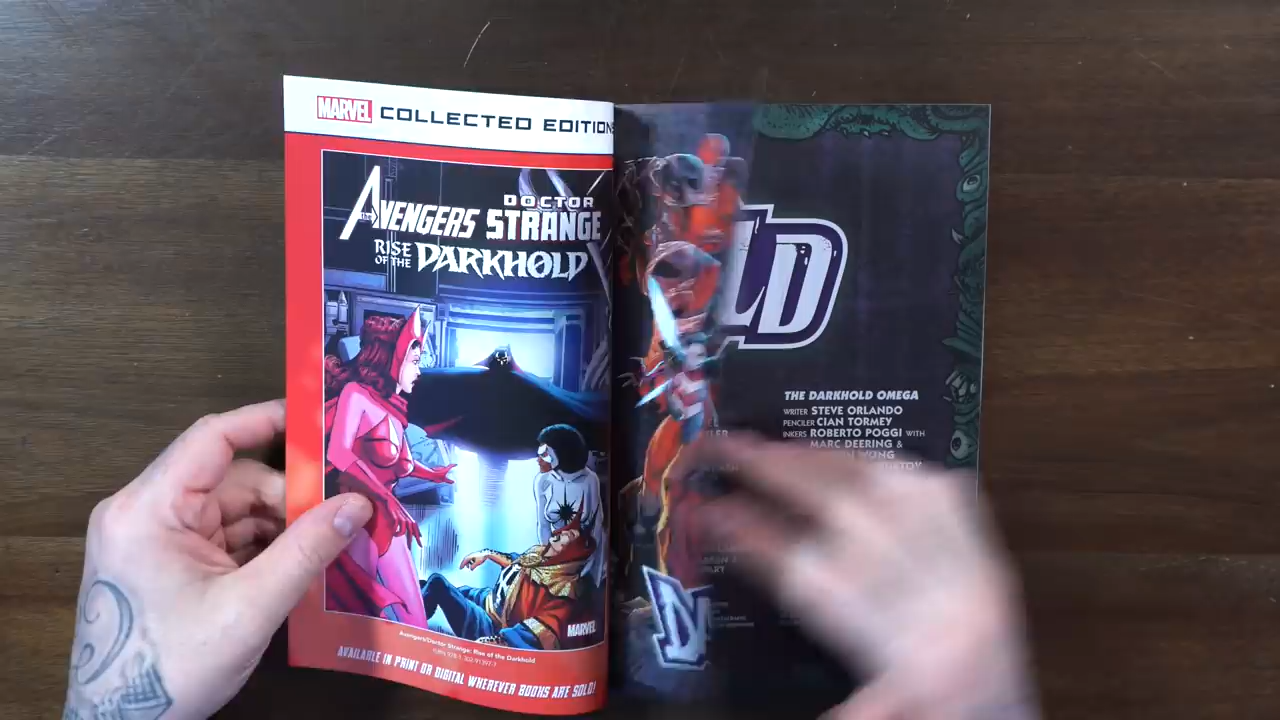 MARVEL COLLECTED EDITIONS
DOCTOR
AVENGERS STRANGE
RISE OF THE DARKHOLD
MARVEL
Avengers/Doctor Strange: Rise of the Darkhold
AVAILABLE IN PRINT OR DIGITAL WHEREVER BOOKS ARE SOLD!
LD
THE DARKHOLD OMEGA
WRITER STEVE ORLANDO
PENCILER CIAN TORMEY
INKERS ROBERTO POGGI WITH
MARC DEERING &
WONG